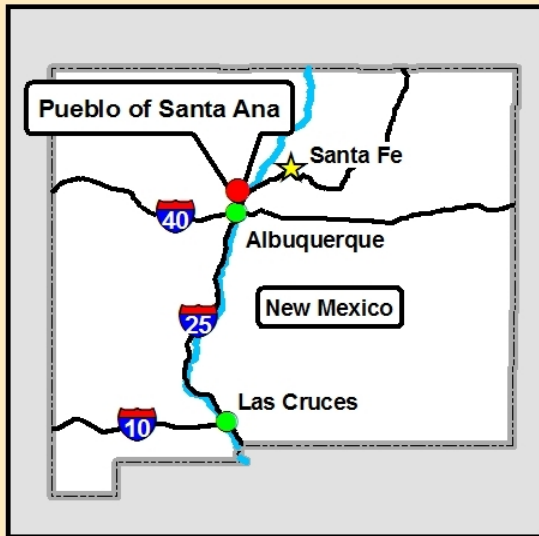 Pueblo of Santa Ana
Santa Fe
40
Albuquerque
25
New Mexico
Las Cruces
10